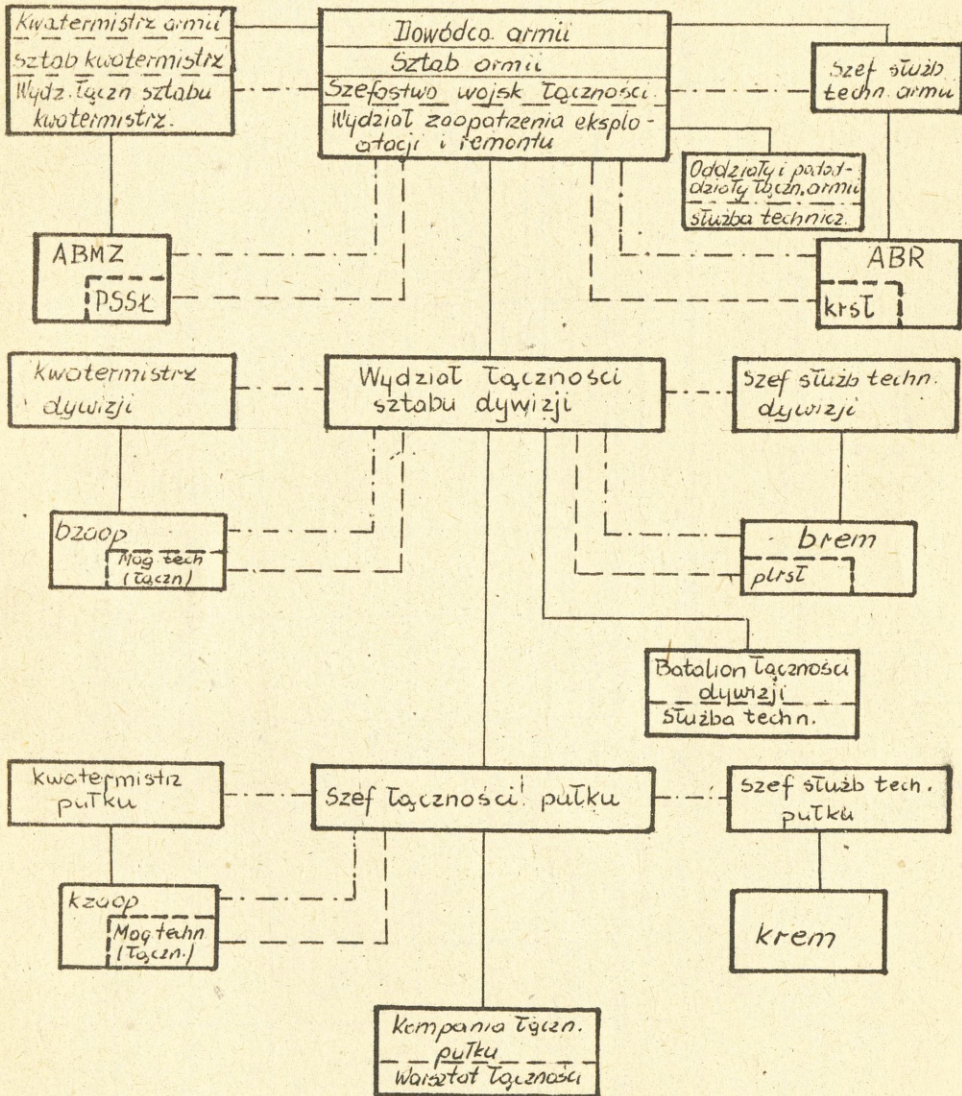 Kwatermistrz armii
sztab kwatermistrz
Wydz. łączn sztabu
kwatermistrz.
Dowódca armii
Sztab armii
Szefostwo wojsk łączności
Wydział zaopatrzenia eksplo-
atacji i remontu
Szef służb
techn. armii
Oddziały i pořod-
działy łączn. armii
służba technicz.
ABMZ
PSSŁ
ABR
krsł
kwatermistrz
dywizji
Wydział łączności
sztabu dywizji
Szef służb techn.
dywizji
bzaop
Mag tech
(łączn)
brem
plrsł
Batalion łączności
dywizji
służba techn.
kwatermistrz
pułku
Szef łączności pułku
Szef służb tech.
pułku
kzaop
Mag techn
(łączn.)
krem
Kompania łączn.
pułku
Warsztat łączności